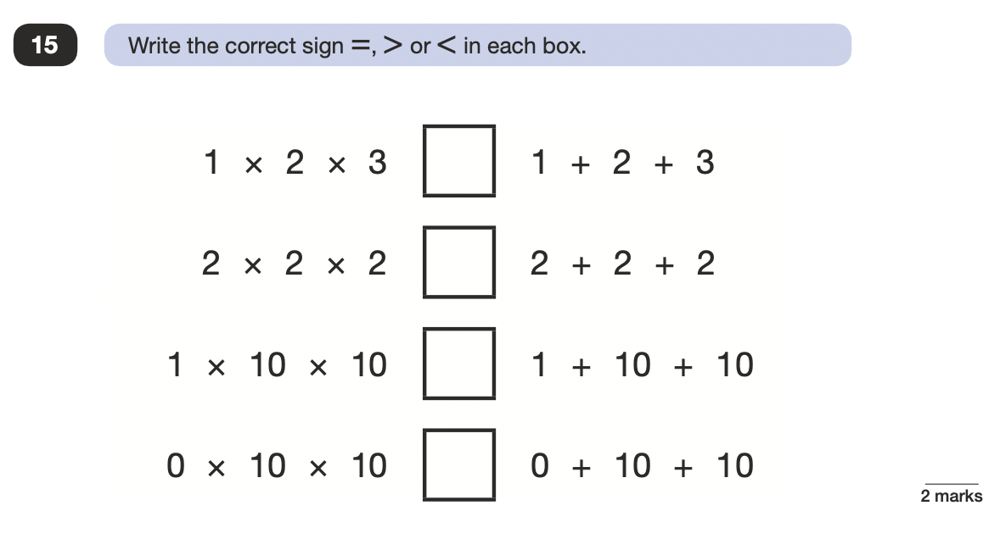 15 Write the correct sign =, > or < in each box.
1 × 2 × 3 1 + 2 + 3
2 × 2 × 2 2 + 2 + 2
1 × 10 × 10 1 + 10 + 10
0 × 10 × 10 0 + 10 + 10
2 marks